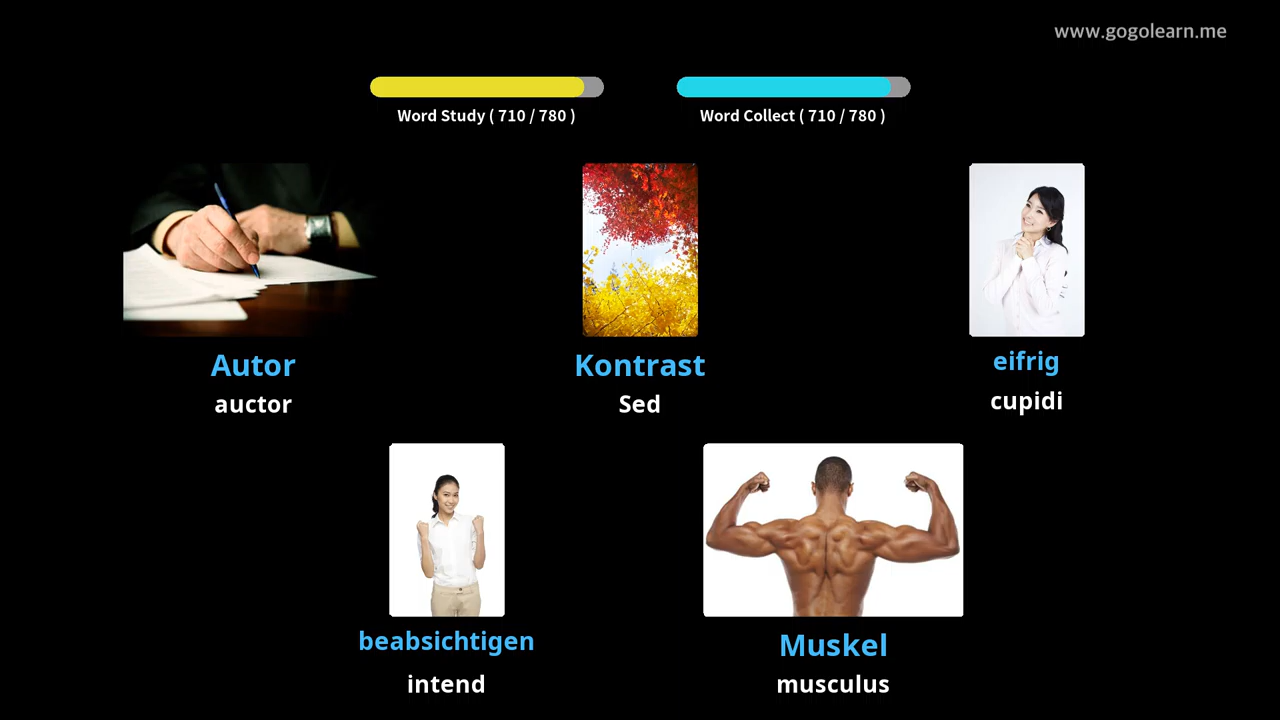 www.gogolearn.me
Word Study ( 710 / 780 )
Word Collect ( 710 / 780 )
Autor
auctor
Kontrast
Sed
eifrig
cupidi
beabsichtigen
intend
Muskel
musculus